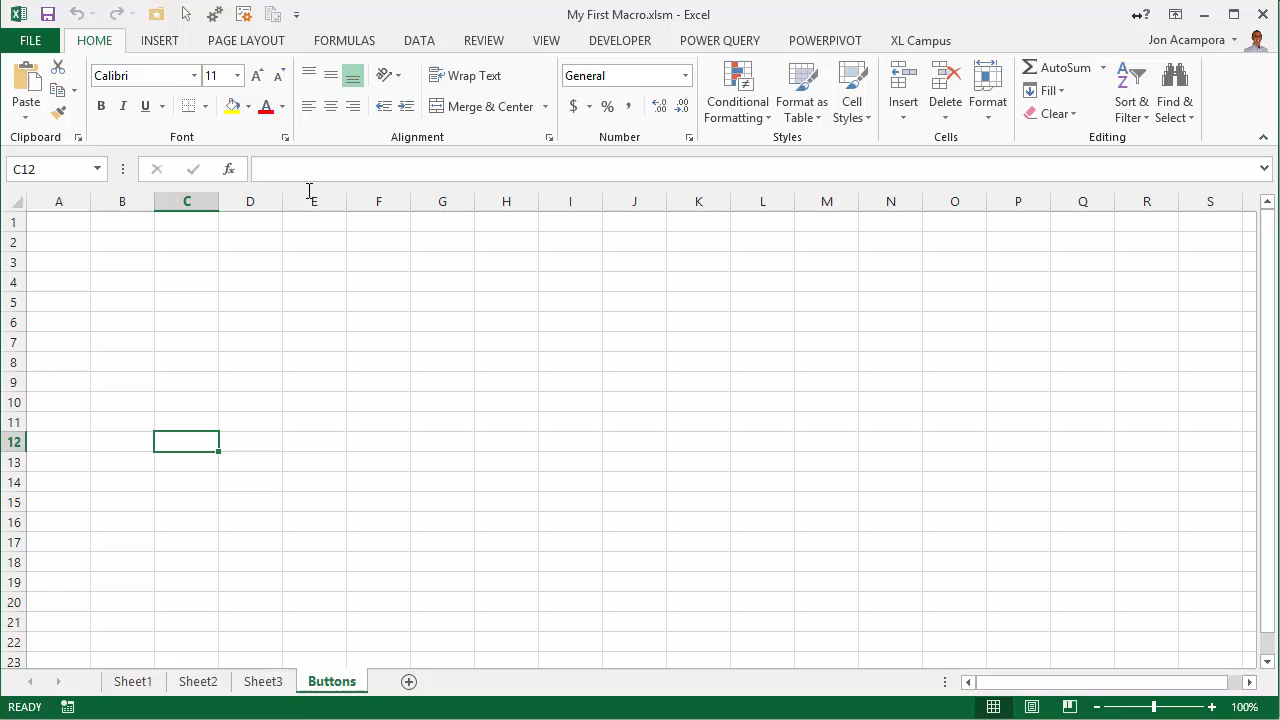 My First Macro.xlsm - Excel
FILE HOME INSERT PAGE LAYOUT FORMULAS DATA REVIEW VIEW DEVELOPER POWER QUERY POWERPIVOT XL Campus Jon Acampora
Paste
Clipboard
Calibri 11
B I U A
Font
Wrap Text
Merge & Center
Alignment
General
$ % ,
Number
Conditional Formatting
Format as Table
Cell Styles
Styles
Insert Delete Format
Cells
AutoSum
Fill
Clear
Sort & Filter
Find & Select
Editing
C12 fx
A B C D E F G H I J K L M N O P Q R S
1
2
3
4
5
6
7
8
9
10
11
12
13
14
15
16
17
18
19
20
21
22
23
Sheet1 Sheet2 Sheet3 Buttons
READY 100%